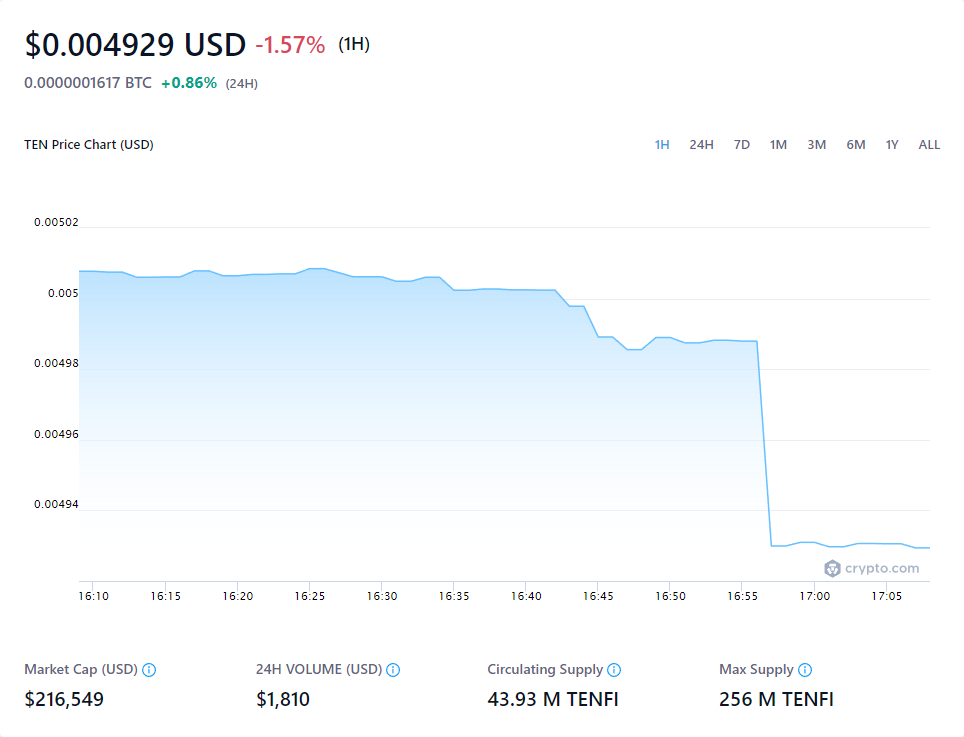 $0.004929 USD -1.57% (1H)
0.0000001617 BTC +0.86% (24H)
TEN Price Chart (USD)
1H 24H 7D 1M 3M 6M 1Y ALL
0.00502
0.005
0.00498
0.00496
0.00494
crypto.com
16:10 16:15 16:20 16:25 16:30 16:35 16:40 16:45 16:50 16:55 17:00 17:05
Market Cap (USD) 24H VOLUME (USD) Circulating Supply Max Supply
$216,549 $1,810 43.93 M TENFI 256 M TENFI